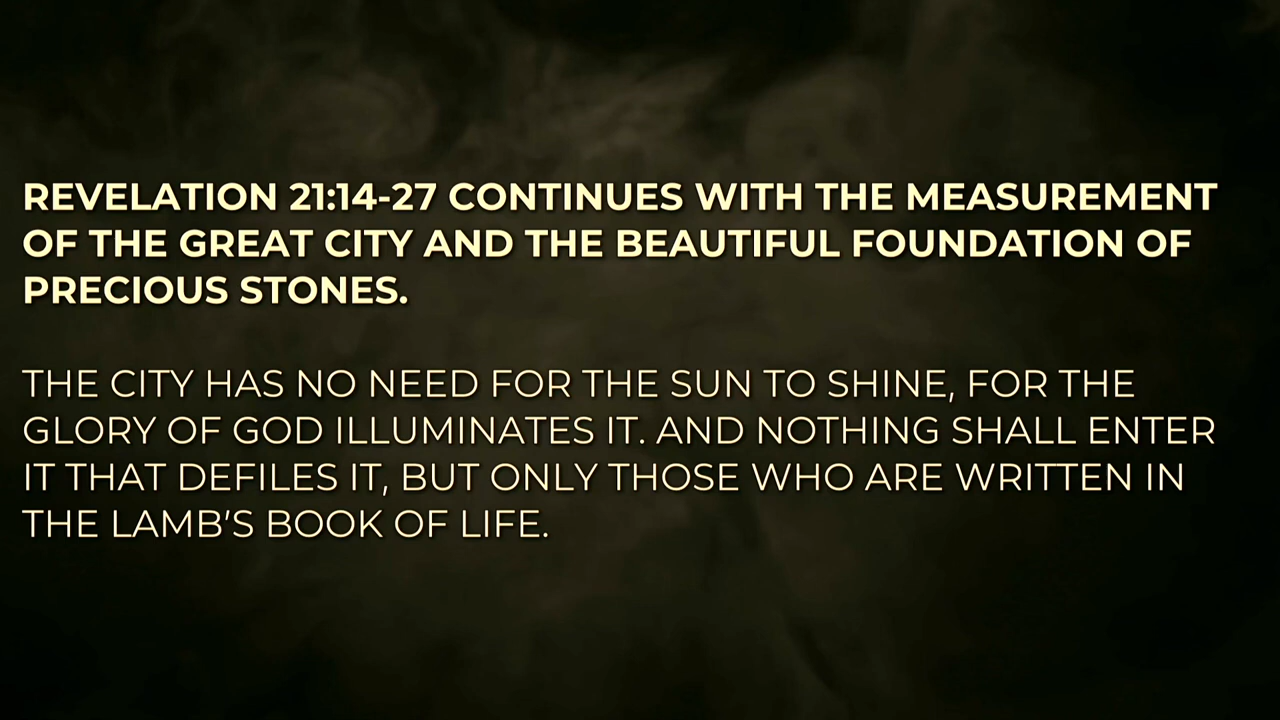 REVELATION 21:14-27 CONTINUES WITH THE MEASUREMENT
OF THE GREAT CITY AND THE BEAUTIFUL FOUNDATION OF
PRECIOUS STONES.
THE CITY HAS NO NEED FOR THE SUN TO SHINE, FOR THE
GLORY OF GOD ILLUMINATES IT. AND NOTHING SHALL ENTER
IT THAT DEFILES IT, BUT ONLY THOSE WHO ARE WRITTEN IN
THE LAMB'S BOOK OF LIFE.